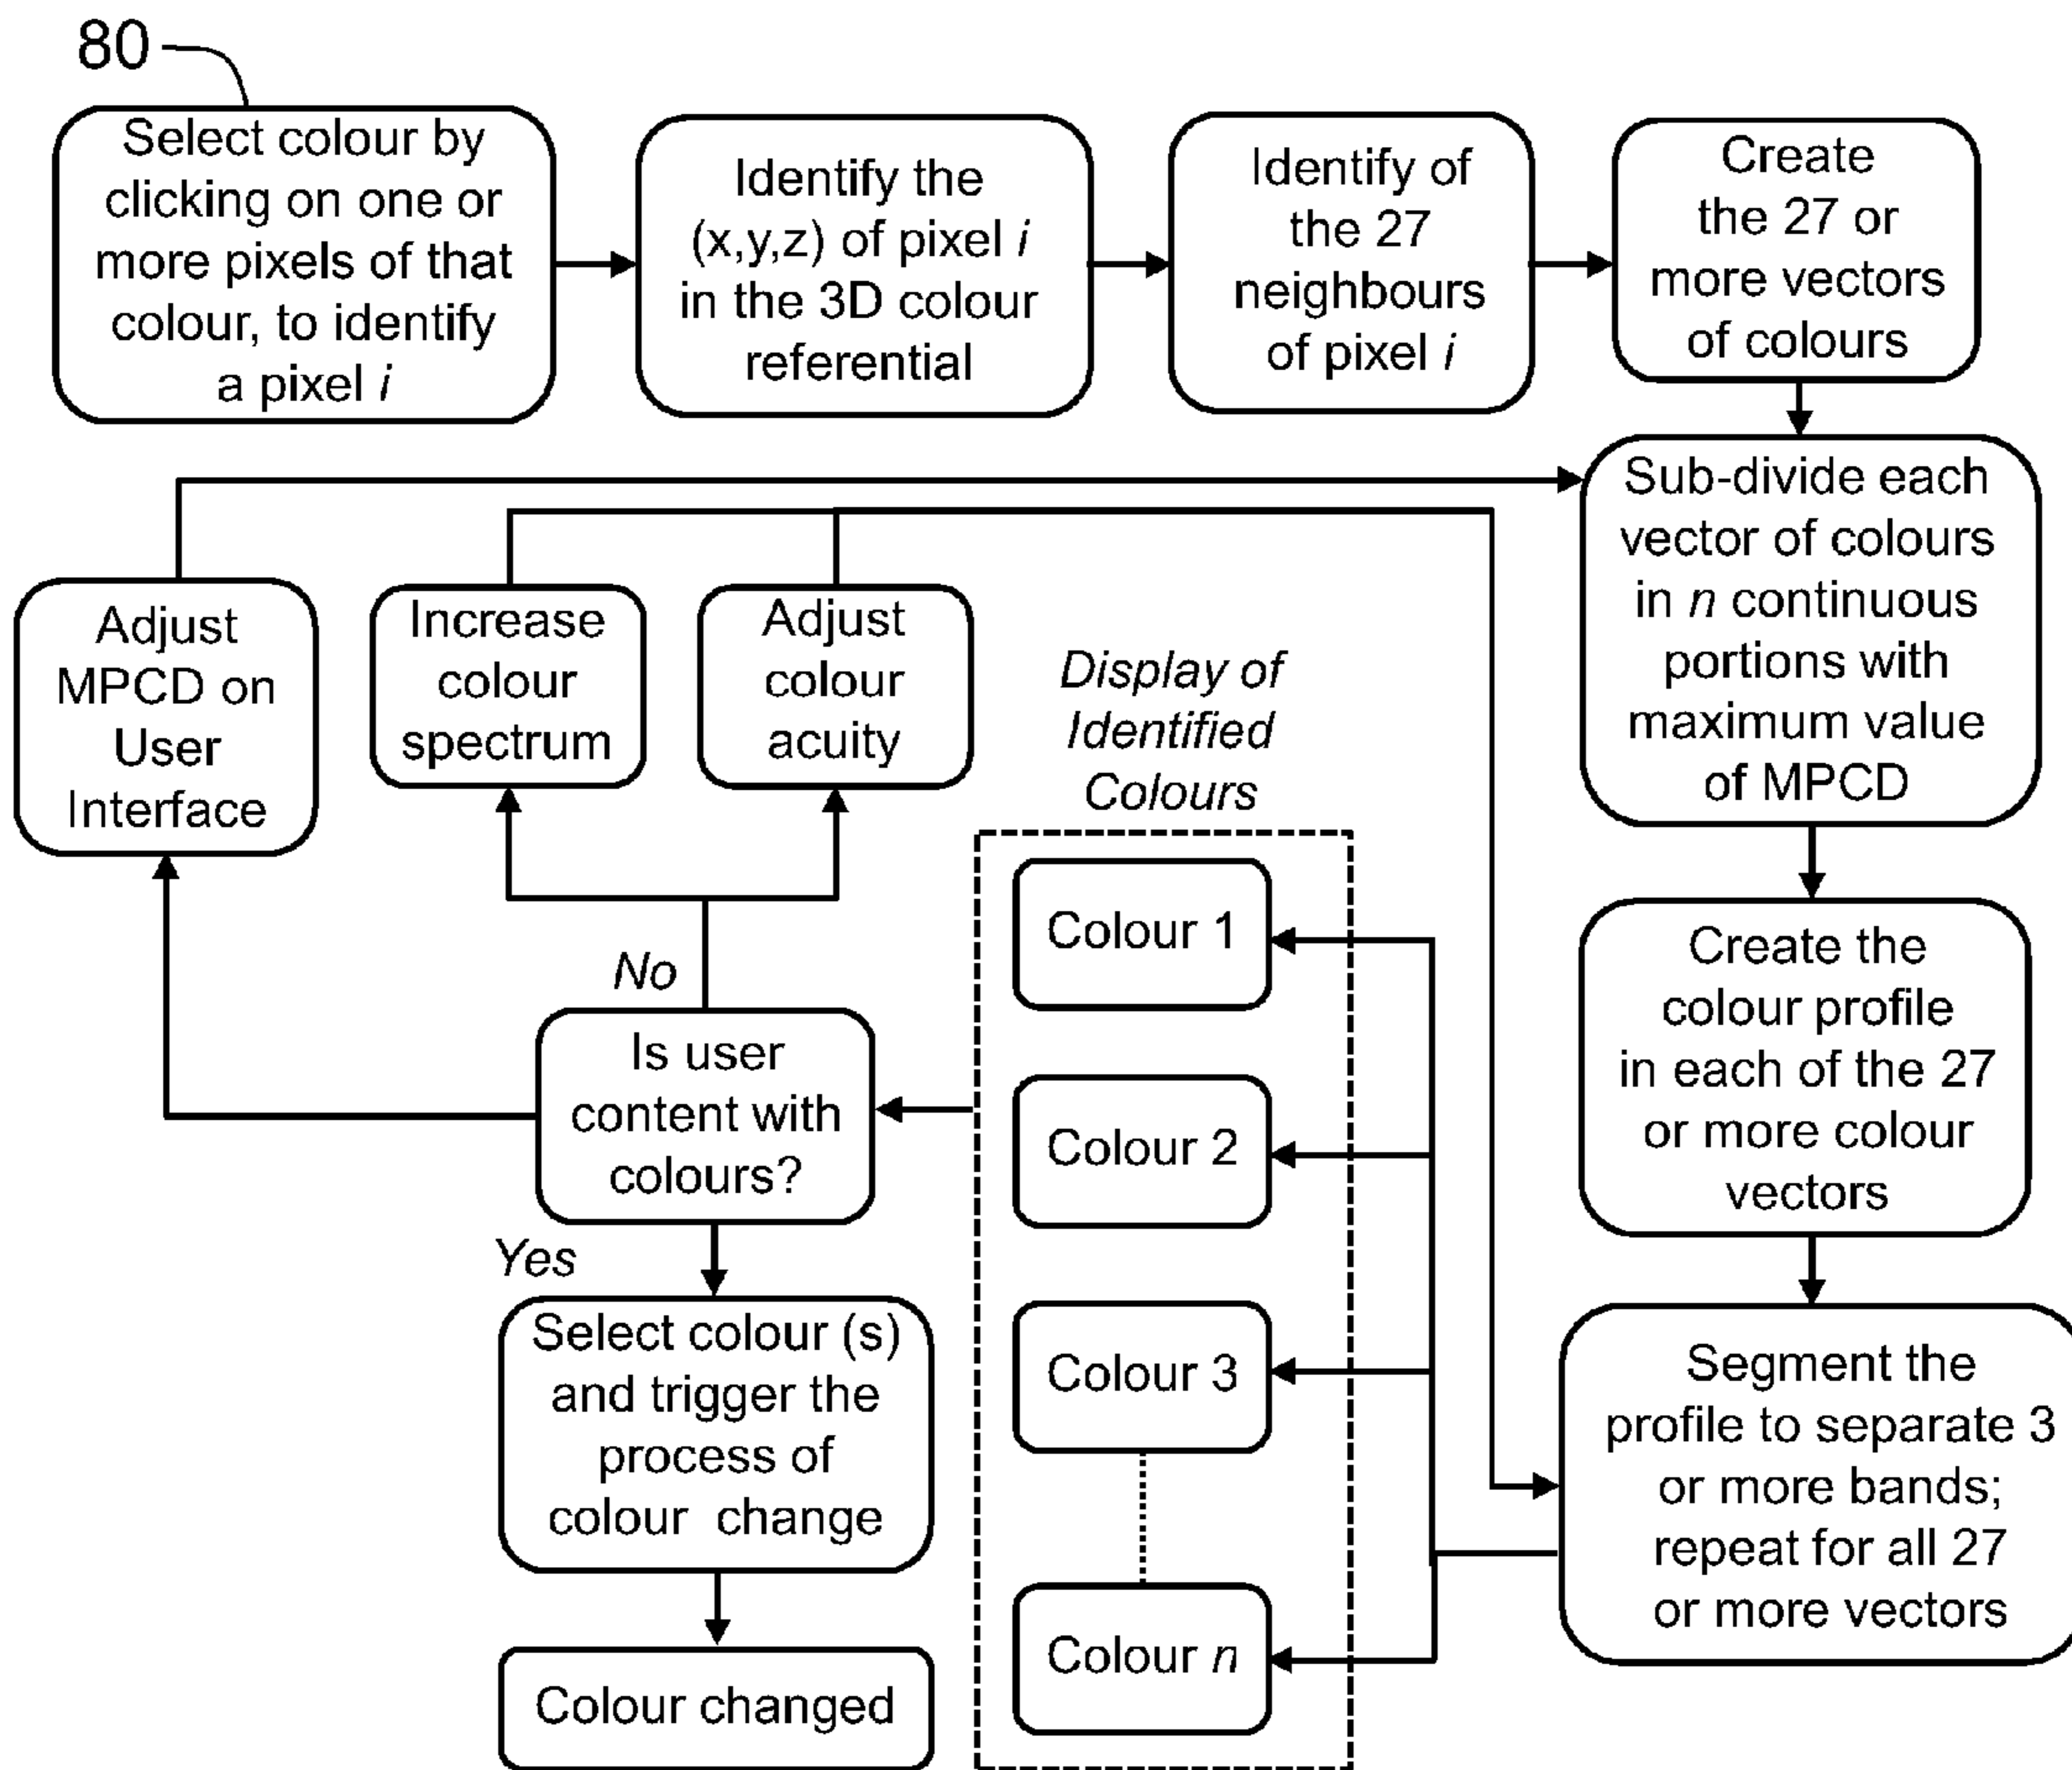 80
Select colour by
clicking on one or
more pixels of that
colour, to identify
a pixel i
Identify the
(x,y,z) of pixel i
in the 3D colour
referential
Identify of
the 27
neighbours
of pixel i
Create
the 27 or
more vectors
of colours
Sub-divide each
vector of colours
in n continuous
portions with
maximum value
of MPCD
Adjust
MPCD on
User
Interface
Increase
colour
spectrum
Adjust
colour
acuity
Display of
Identified
Colours
Create the
colour profile
in each of the 27
or more colour
vectors
Colour 1
Colour 2
Colour 3
Colour n
No
Is user
content with
colours?
Yes
Select colour (s)
and trigger the
process of
colour change
Colour changed
Segment the
profile to separate 3
or more bands;
repeat for all 27
or more vectors